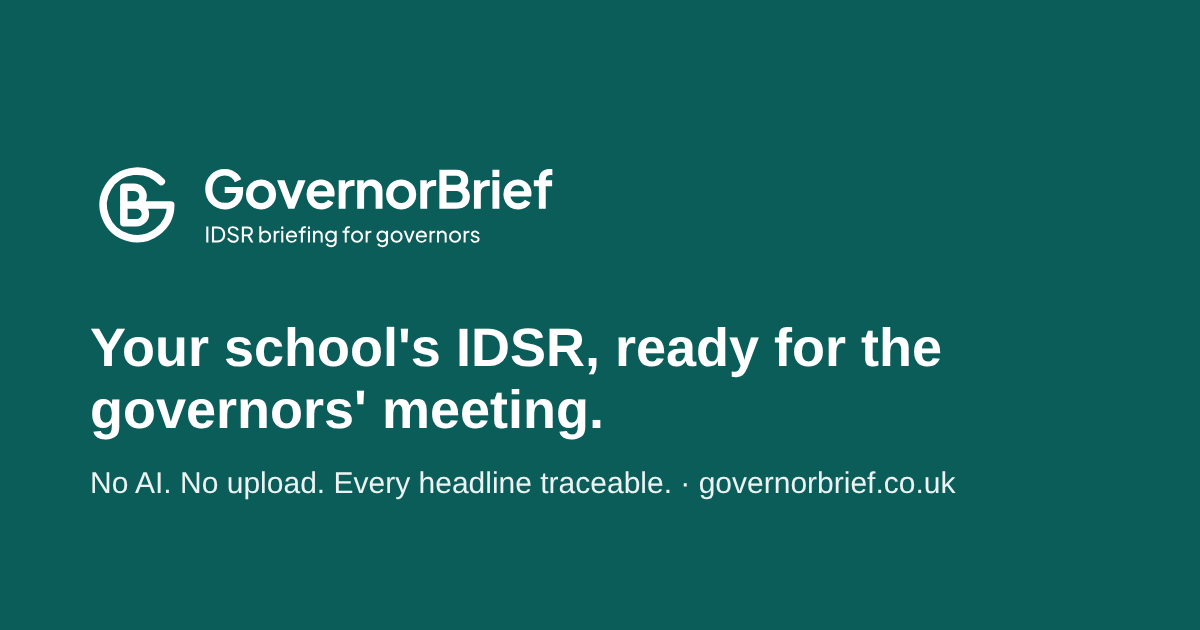 GovernorBrief
IDSR briefing for governors
Your school's IDSR, ready for the
governors' meeting.
No AI. No upload. Every headline traceable. · governorbrief.co.uk